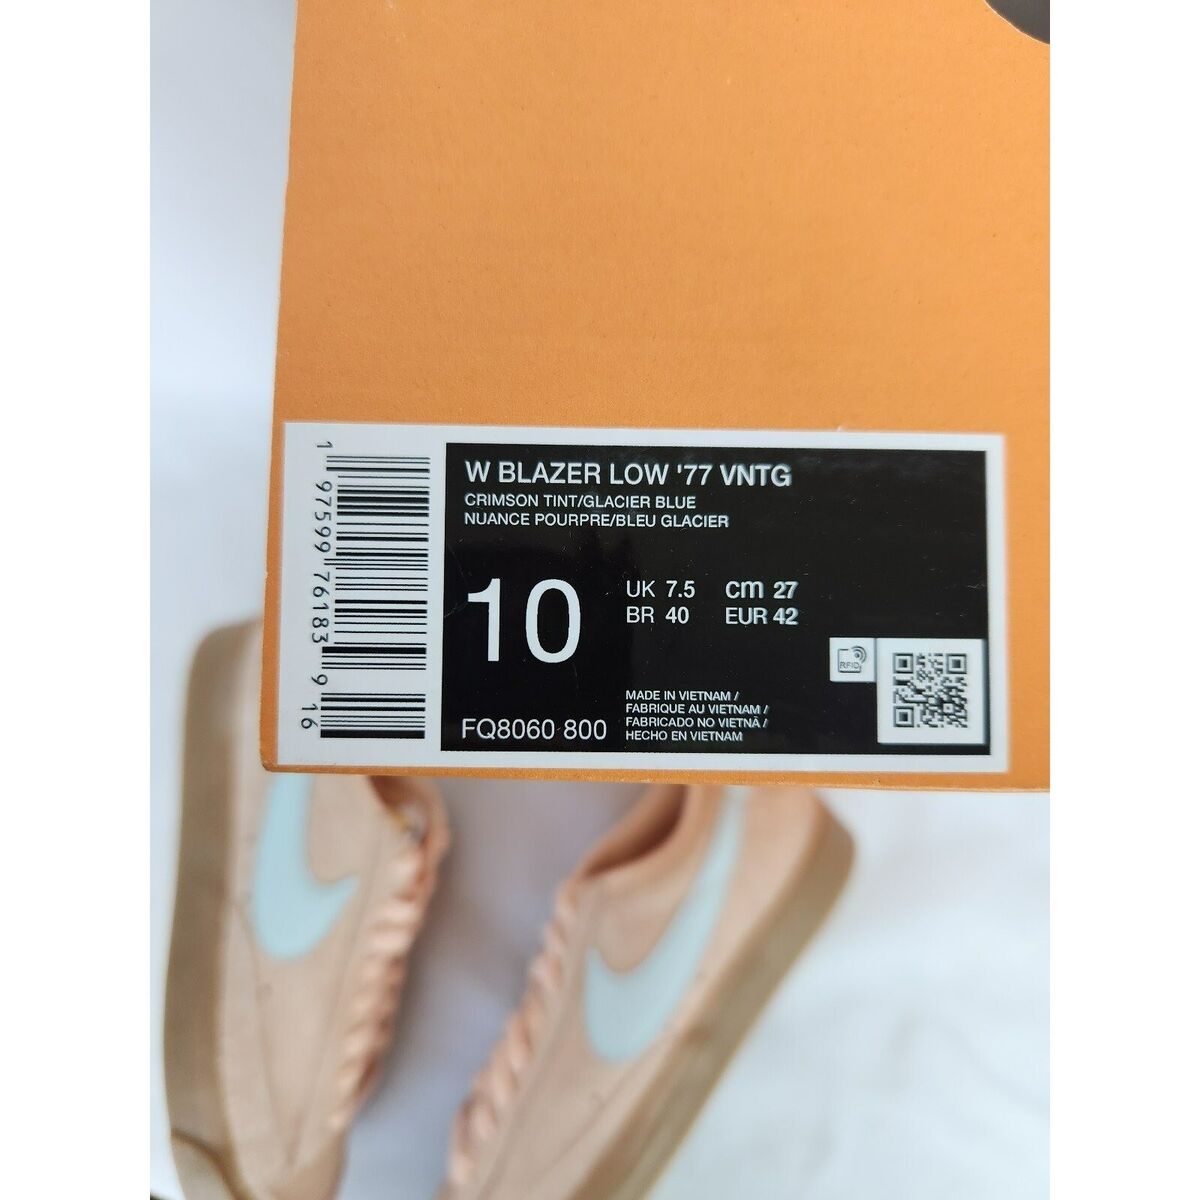 W BLAZER LOW '77 VNTG
CRIMSON TINT/GLACIER BLUE
NUANCE POURPRE/BLEU GLACIER
10
UK 7.5 CM 27
BR 40 EUR 42
RFID
MADE IN VIETNAM /
FABRIQUE AU VIETNAM /
FABRICADO NO VIETNÃ /
HECHO EN VIETNAM
FQ8060 800
1 97599 76183 9 16